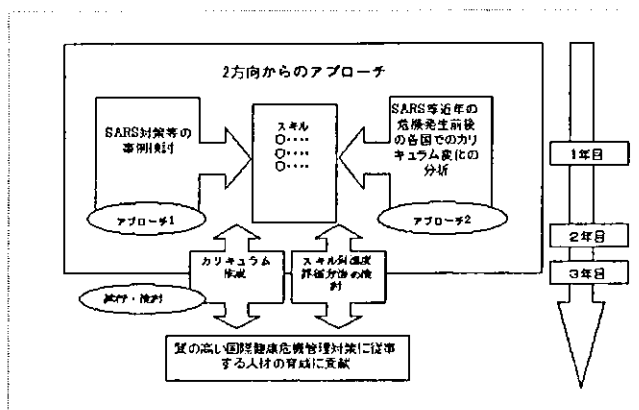 2方向からのアプローチ
SARS対策等の
事例検討
スキル
○・・・・
○・・・・
○・・・・
SARS等近年の
危機発生前後
の各国でのカリ
キュラム変化の
分析
アプローチ1
アプローチ2
1年目
2年目
3年目
カリキュラム
作成
スキル到達度
評価方法の検
討
試行・検討
質の高い国際健康危機管理対策に従事
する人材の育成に貢献